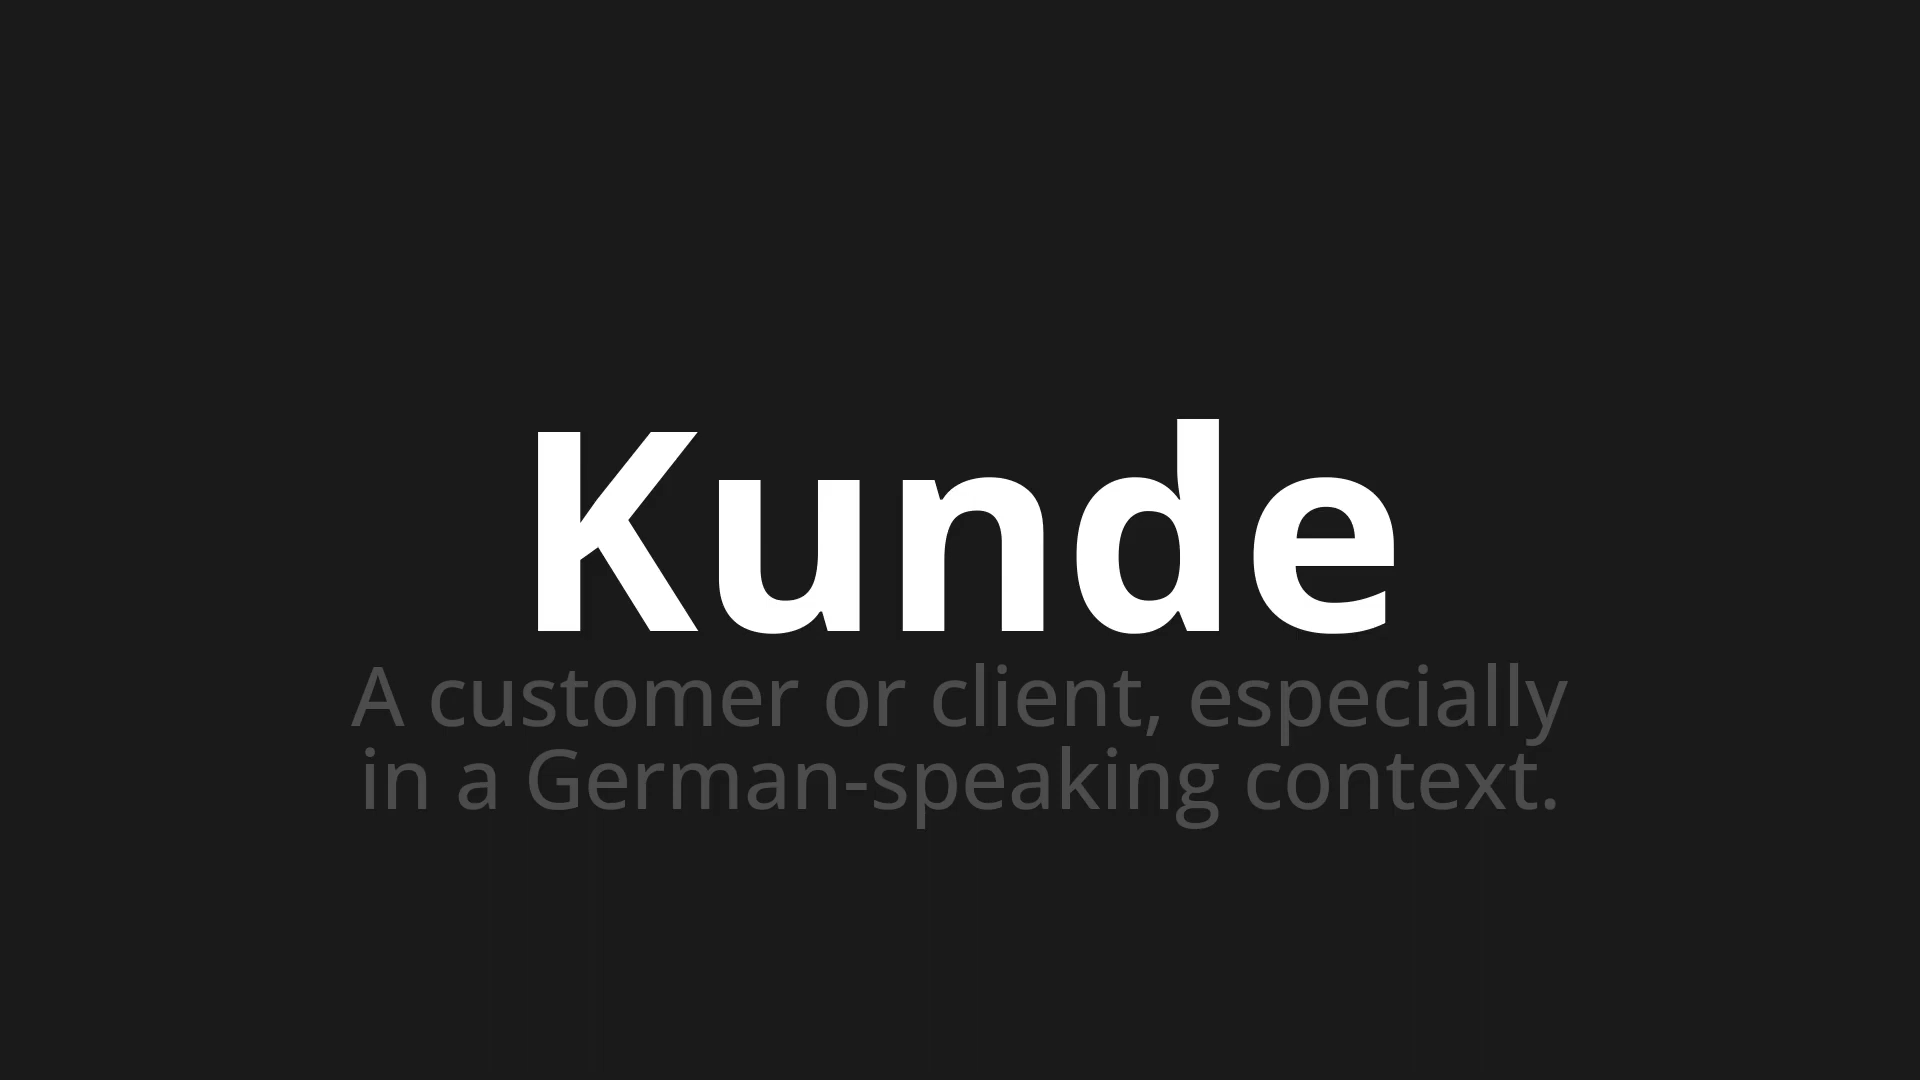 Kunde
A customer or client, especially
in a German-speaking context.